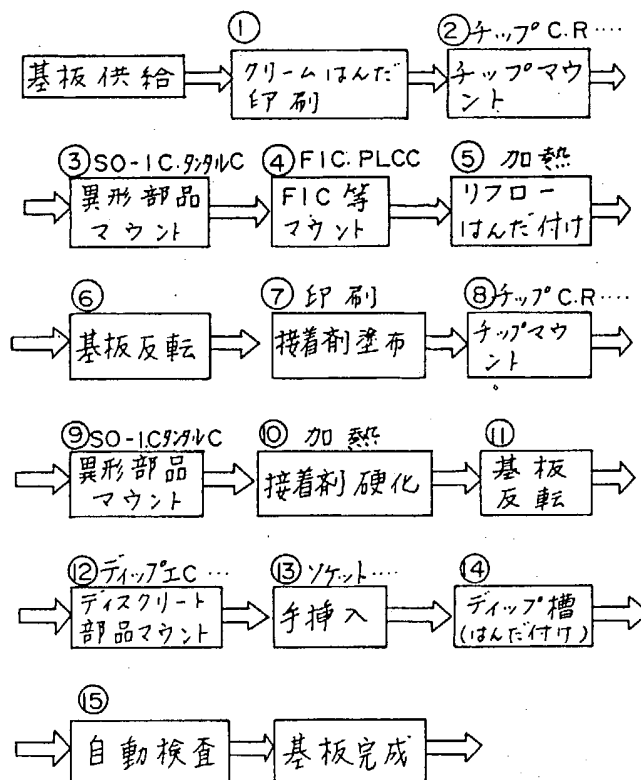 ① ②チップC.R‥‥
基板供給 クリームはんだ チップマウ
印刷 ント
③SO-IC.タンタルC ④FIC.PLCC ⑤ 加熱
異形部品 FIC等 リフロー
マウント マウント はんだ付け
⑥ ⑦ 印刷 ⑧チップC.R‥‥
基板反転 接着剤塗布 チップマウ
ント
⑨SO-ICタンタルC ⑩ 加熱 ⑪
異形部品 接着剤硬化 基板
マウント 反転
⑫ディップIC‥‥ ⑬ソケット‥‥ ⑭
ディスクリート 手挿入 ディップ槽
部品マウント (はんだ付け)
⑮
自動検査 基板完成